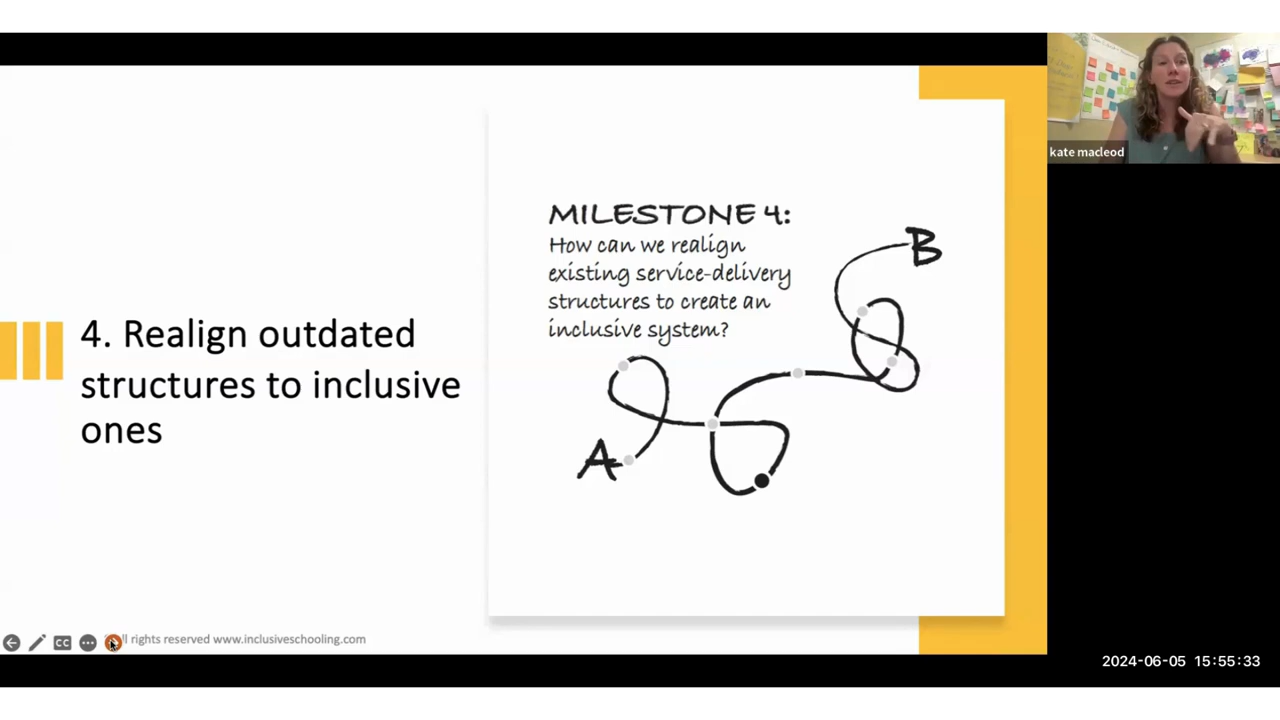 4. Realign outdated
structures to inclusive
ones
MILESTONE 4:
How can we realign
existing service-delivery
structures to create an
inclusive system?
A
B
ll rights reserved www.inclusiveschooling.com
CC
kate macleod
2024-06-05 15:55:33